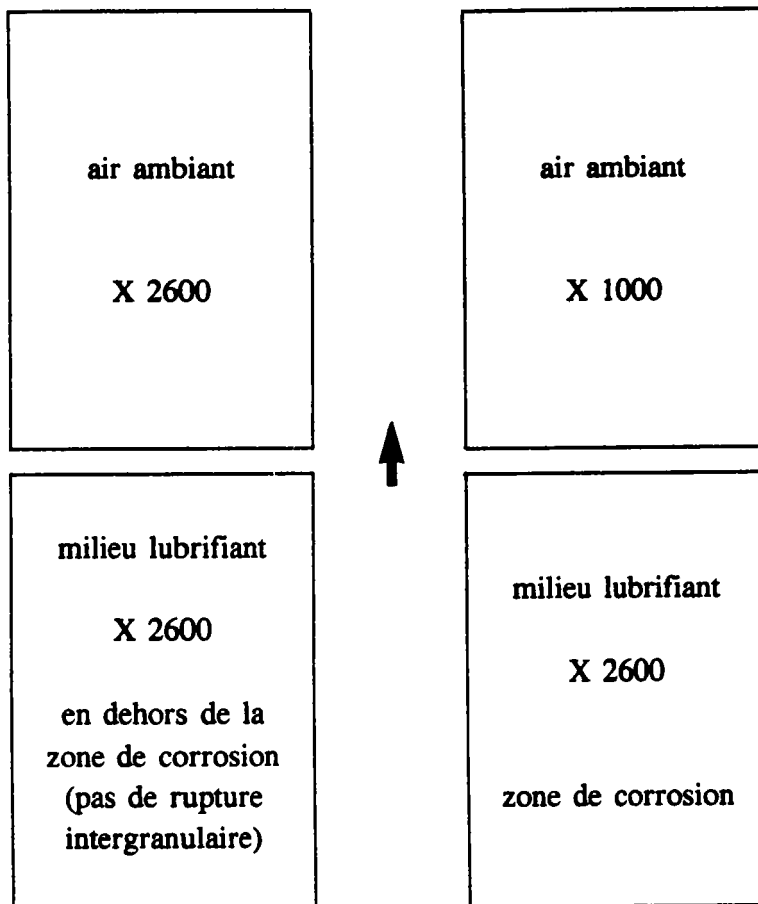 air ambiant
X 2600
air ambiant
X 1000
milieu lubrifiant
X 2600
en dehors de la
zone de corrosion
(pas de rupture
intergranulaire)
milieu lubrifiant
X 2600
zone de corrosion